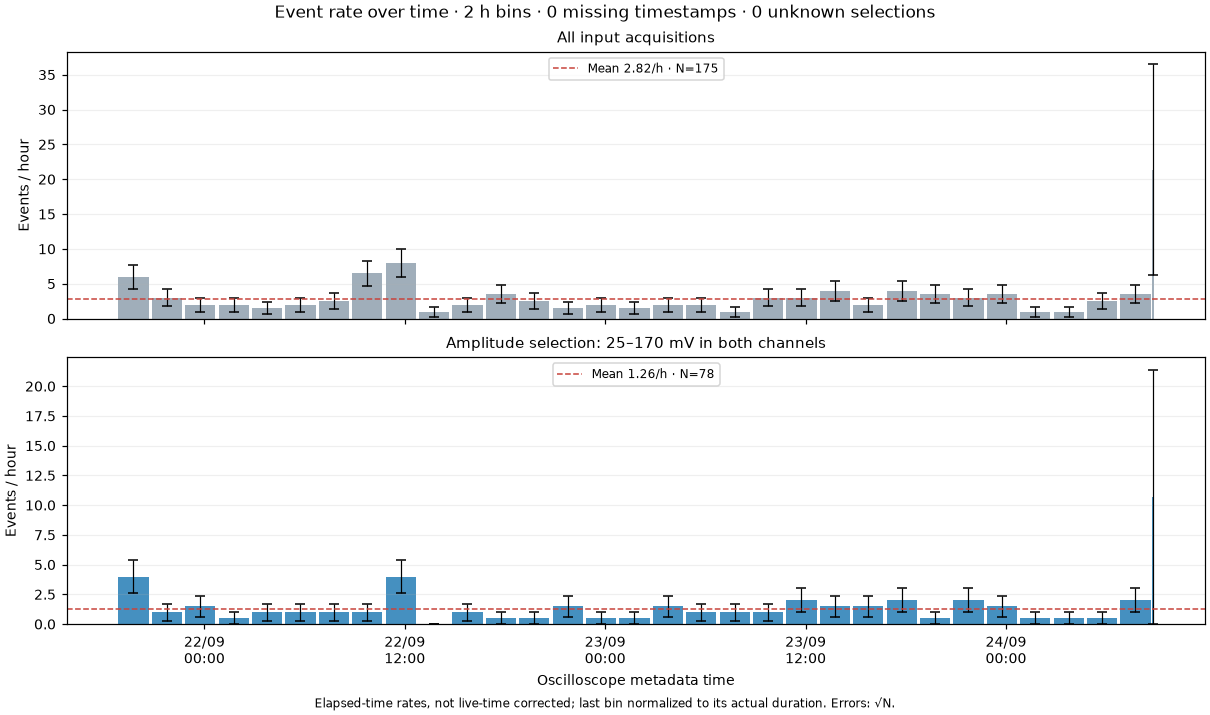 Event rate over time · 2 h bins · 0 missing timestamps · 0 unknown selections
All input acquisitions
Mean 2.82/h · N=175
Events / hour
35
30
25
20
15
10
5
0
Amplitude selection: 25–170 mV in both channels
Mean 1.26/h · N=78
Events / hour
20.0
17.5
15.0
12.5
10.0
7.5
5.0
2.5
0.0
22/09 22/09 23/09 23/09 24/09
00:00 12:00 00:00 12:00 00:00
Oscilloscope metadata time
Elapsed-time rates, not live-time corrected; last bin normalized to its actual duration. Errors: √N.